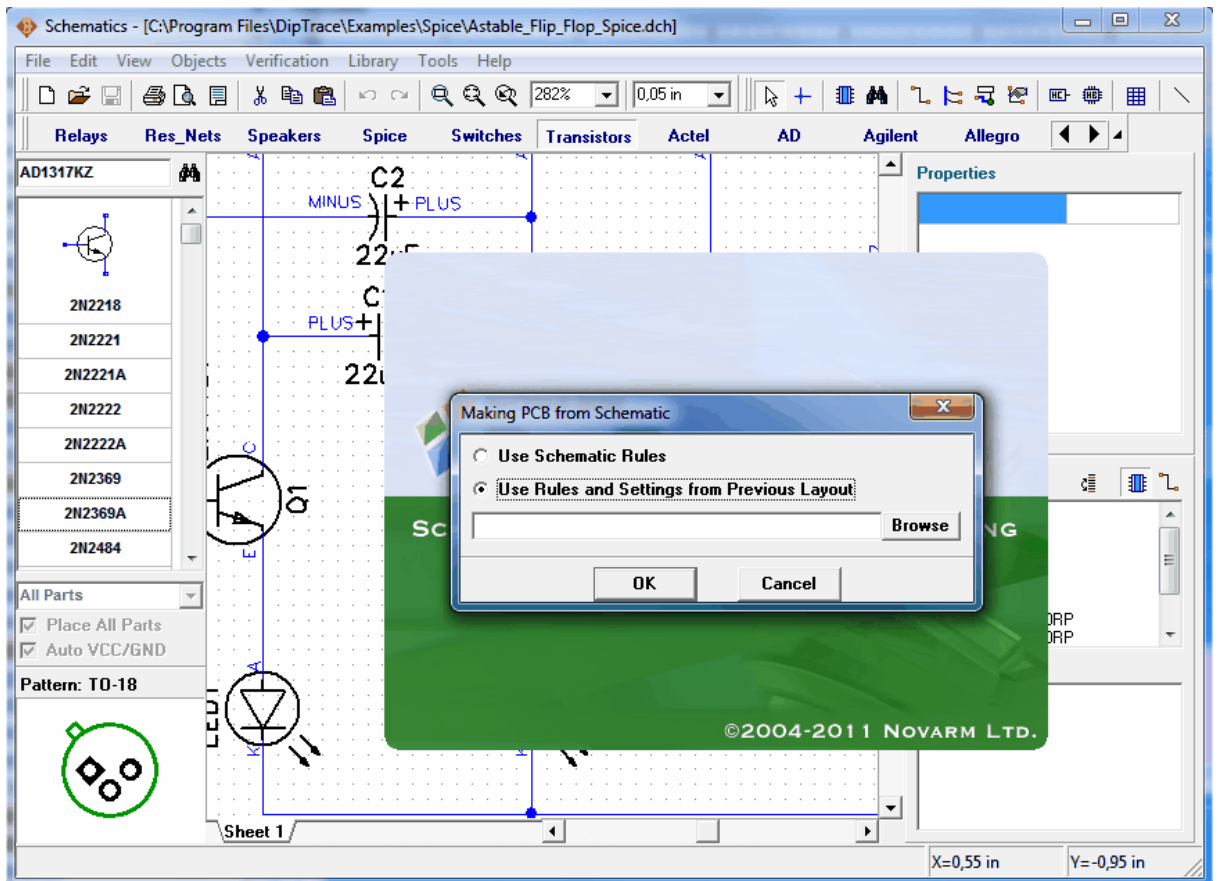 Schematics - [C:\Program Files\DipTrace\Examples\Spice\Astable_Flip_Flop_Spice.dch]
File Edit View Objects Verification Library Tools Help
282% 0,05 in
Relays Res_Nets Speakers Spice Switches Transistors Actel AD Agilent Allegro
AD1317KZ
Properties
C2
MINUS + PLUS
2N2218
PLUS +
2N2221
2N2221A
2N2222
2N2222A
2N2369
2N2369A
2N2484
C
Q1
E
Making PCB from Schematic
Use Schematic Rules
Use Rules and Settings from Previous Layout
Browse
OK Cancel
All Parts
Place All Parts
Auto VCC/GND
Pattern: TO-18
A
K
©2004-2011 NOVARM LTD.
Sheet 1
X=0,55 in Y=-0,95 in